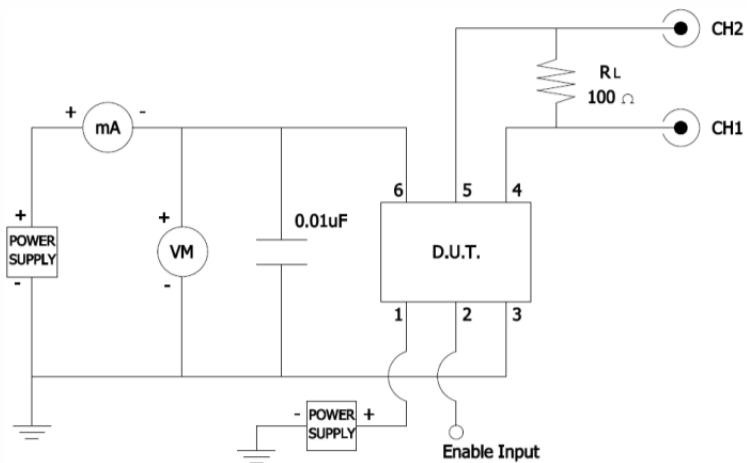 CH2
RL
100 Ω
CH1
+ mA -
6 5 4
+
POWER
SUPPLY
-
+
VM
-
0.01uF
D.U.T.
1 2 3
- POWER +
SUPPLY
Enable Input